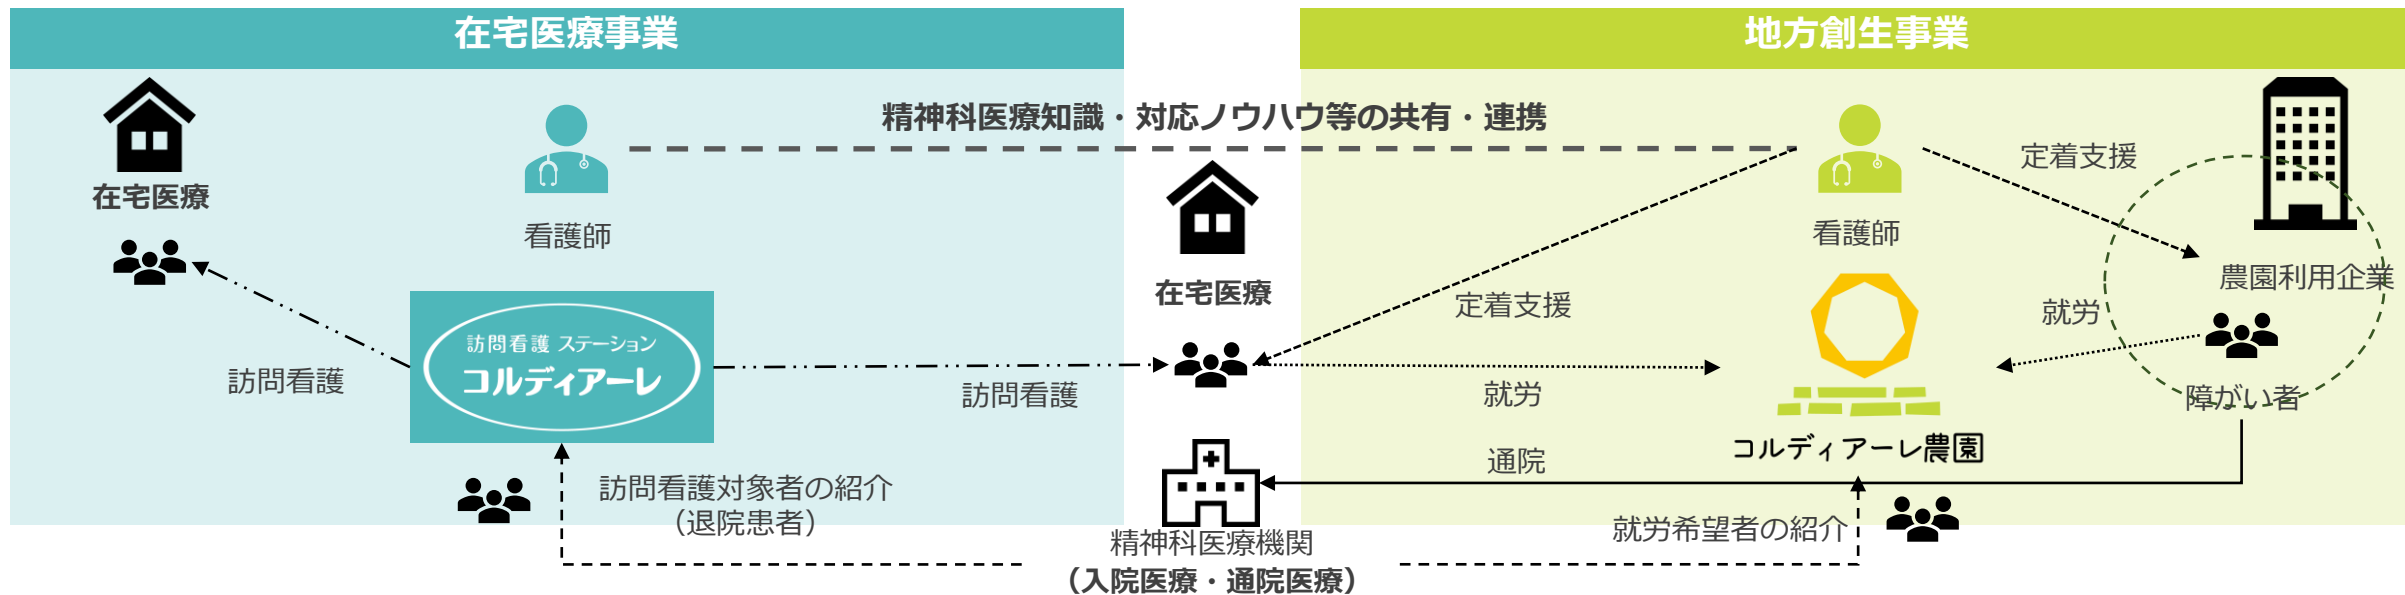 在宅医療事業
地方創生事業
精神科医療知識・対応ノウハウ等の共有・連携
在宅医療
看護師
訪問看護
訪問看護 ステーション
コルディアーレ
訪問看護
訪問看護対象者の紹介
（退院患者）
在宅医療
精神科医療機関
（入院医療・通院医療）
定着支援
就労
通院
看護師
コルディアーレ農園
就労希望者の紹介
定着支援
農園利用企業
就労
障がい者